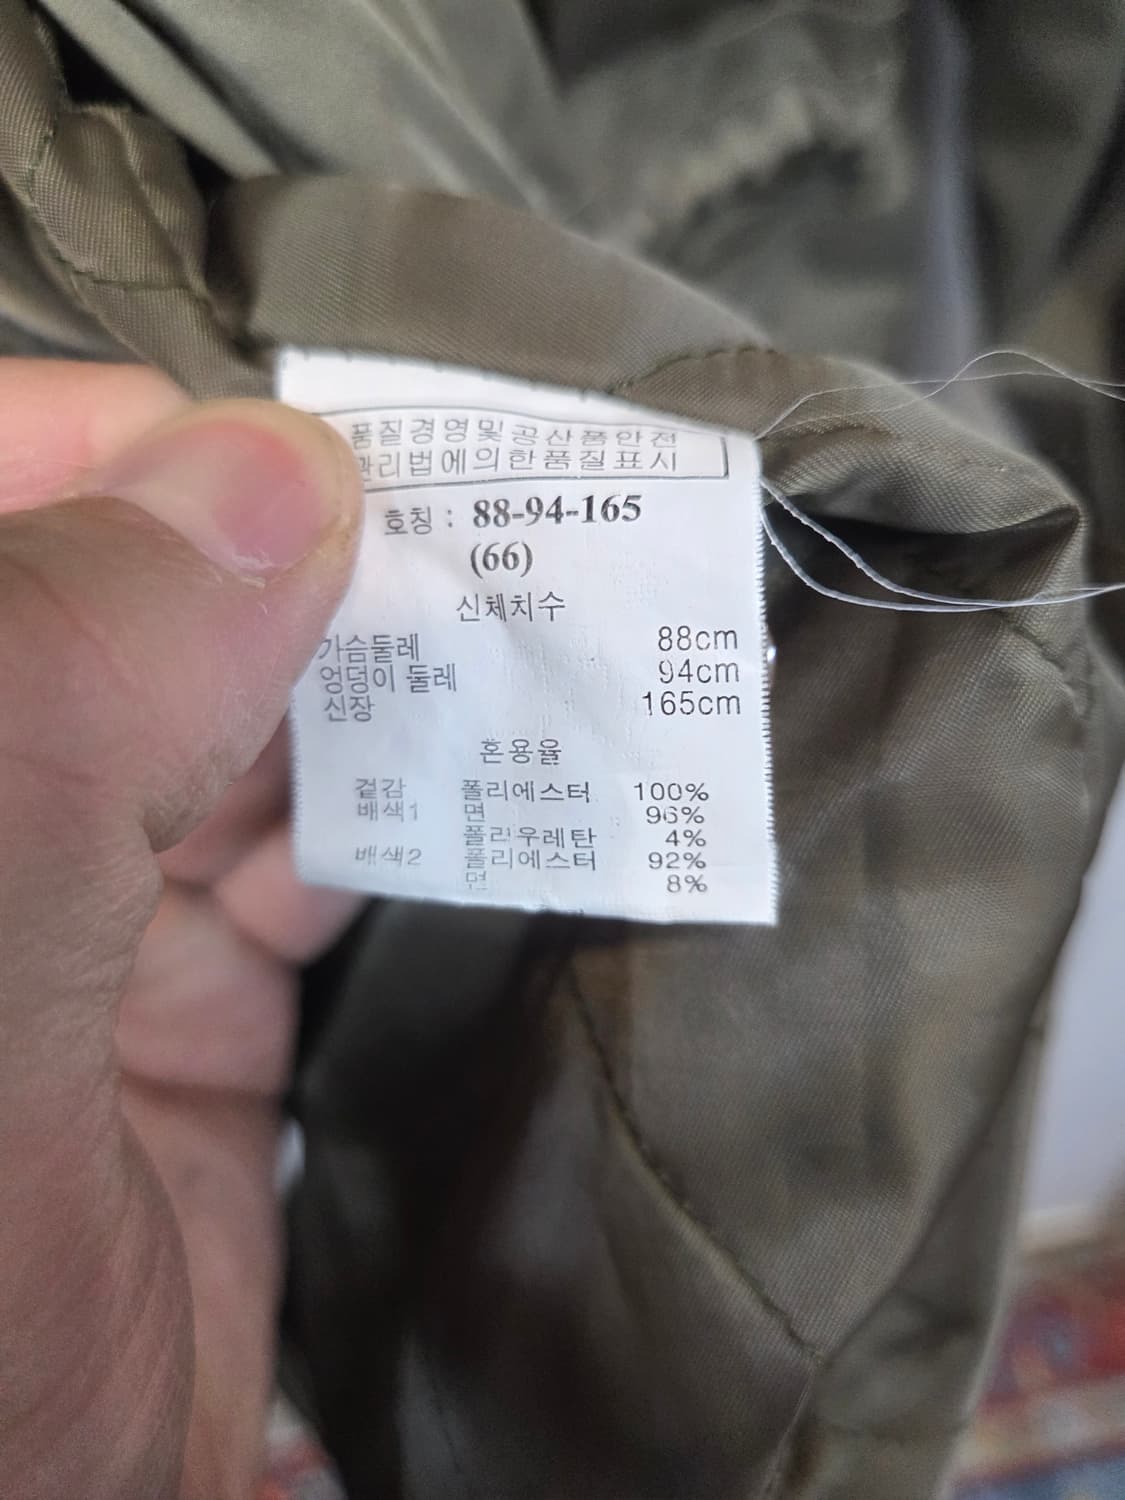 품질경영및공산품안전
관리법에의한품질표시
호칭 : 88-94-165
(66)
신체치수
가슴둘레 88cm
엉덩이 둘레 94cm
신장 165cm
혼용율
겉감 폴리에스터 100%
배색1 면 96%
폴리우레탄 4%
배색2 폴리에스터 92%
면 8%